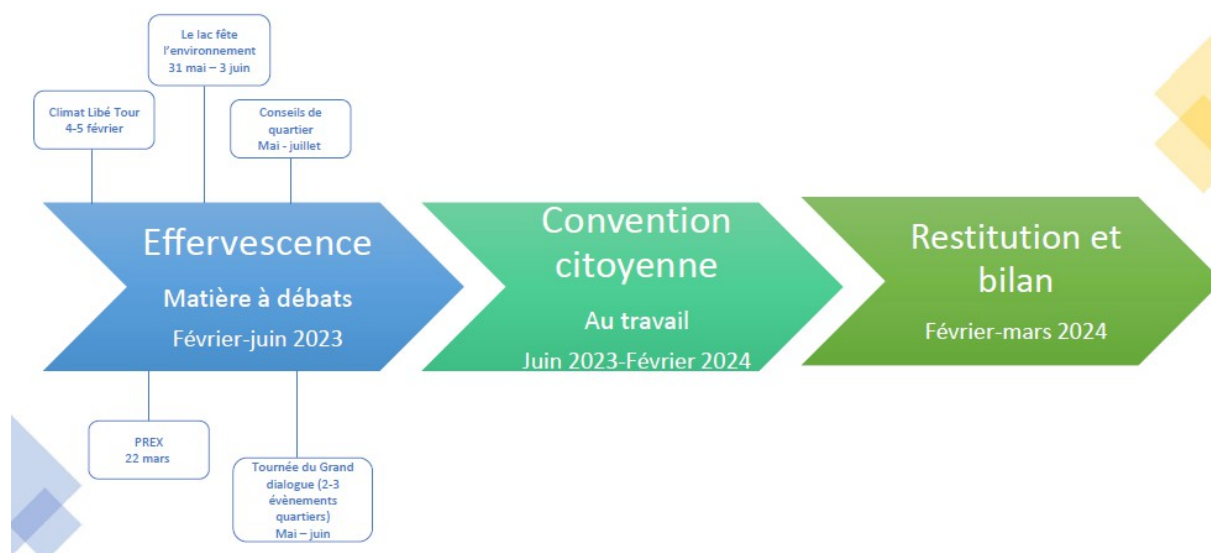 Le lac fête
l'environnement
31 mai – 3 juin
Climat Libé Tour
4-5 février
Conseils de
quartier
Mai - juillet
Effervescence
Matière à débats
Février-juin 2023
Convention
citoyenne
Au travail
Juin 2023-Février 2024
Restitution et
bilan
Février-mars 2024
PREX
22 mars
Tournée du Grand
dialogue (2-3
évènements
quartiers)
Mai – juin